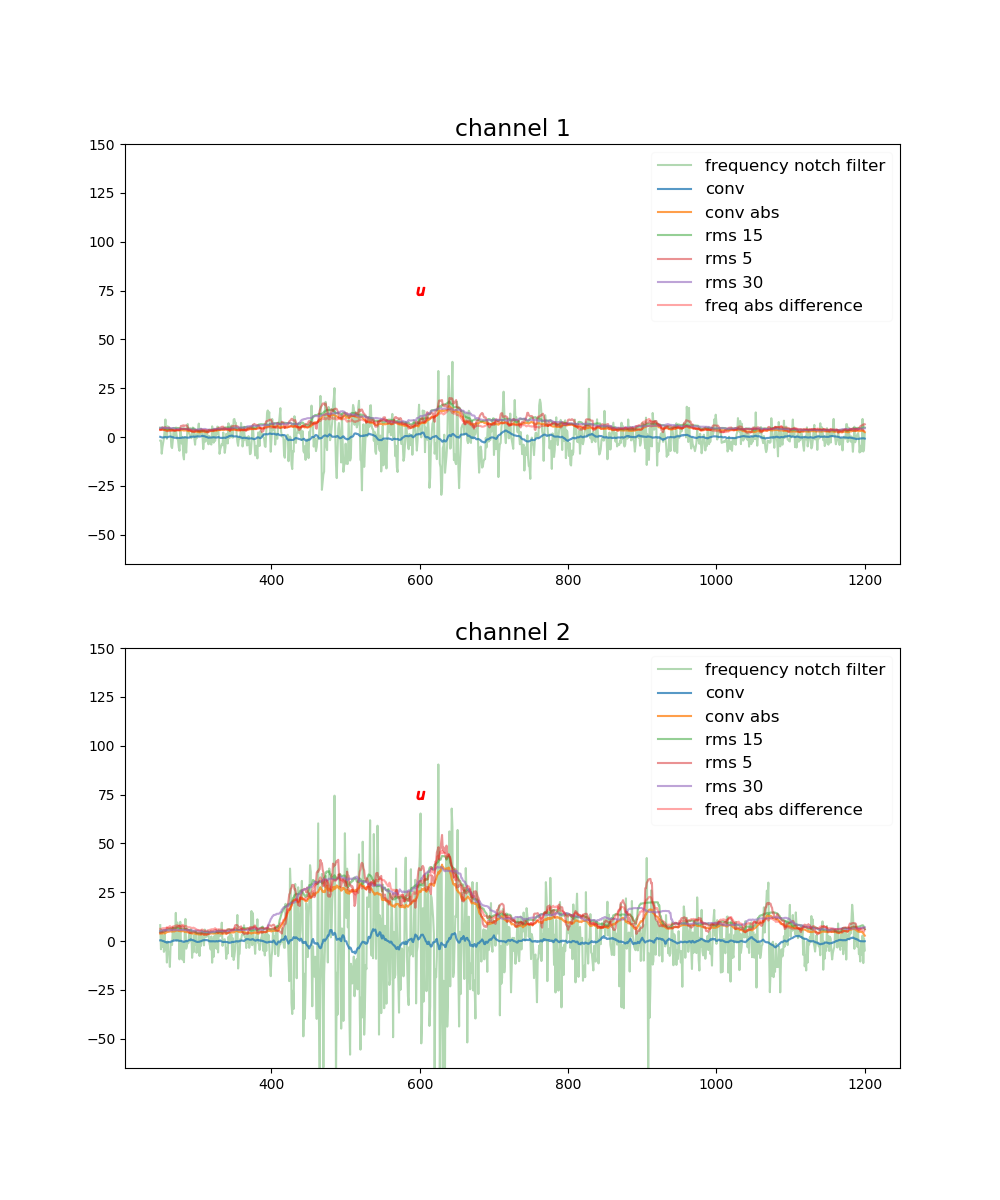 channel 1
150
125
100
75
50
25
0
−25
−50
frequency notch filter
conv
conv abs
rms 15
rms 5
rms 30
freq abs difference
u
400 600 800 1000 1200
channel 2
150
125
100
75
50
25
0
−25
−50
frequency notch filter
conv
conv abs
rms 15
rms 5
rms 30
freq abs difference
u
400 600 800 1000 1200